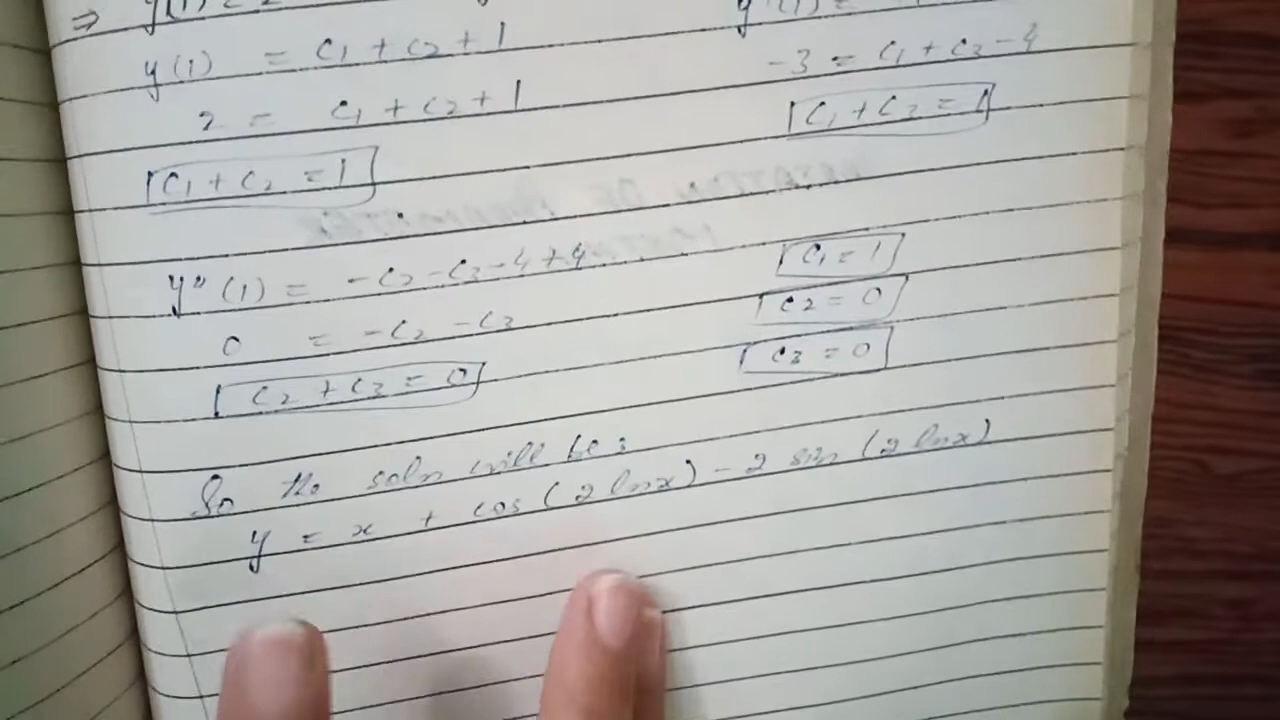 ⇒ y(1) = 2
y(1) = c₁ + c₂ + 1
2 = c₁ + c₂ + 1
c₁ + c₂ = 1
-3 = c₁ + c₃ - 4
c₁ + c₃ = 1
y''(1) = -c₂ - c₃ - 4 + 4
0 = -c₂ - c₃
c₂ + c₃ = 0
c₁ = 1
c₂ = 0
c₃ = 0
So the soln will be :
y = x + cos(2 lnx) - 2 sin(2 lnx)